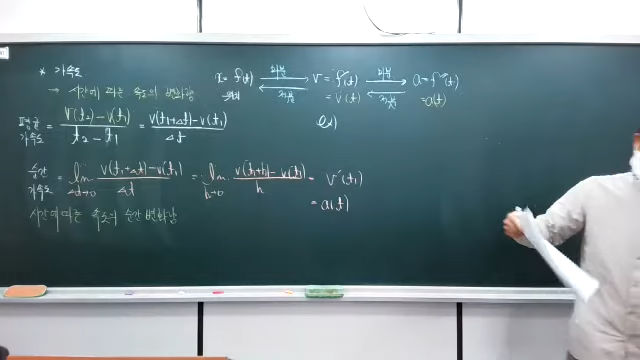 * 가속도
→ 시간에 따른 속도의 변화량
평균 가속도 = V(t₂) - V(t₁) / t₂ - t₁ = V(t₁+Δt) - V(t₁) / Δt
순간 가속도 = lim Δt→0 V(t₁+Δt) - V(t₁) / Δt = lim h→0 V(t₁+h) - V(t₁) / h = V'(t₁)
= a(t)
시간에 따른 속도의 순간 변화량
x = f(t) 미분 V = f'(t) 미분 a = f''(t)
위치 적분 = V(t) 적분 = a(t)
ex)